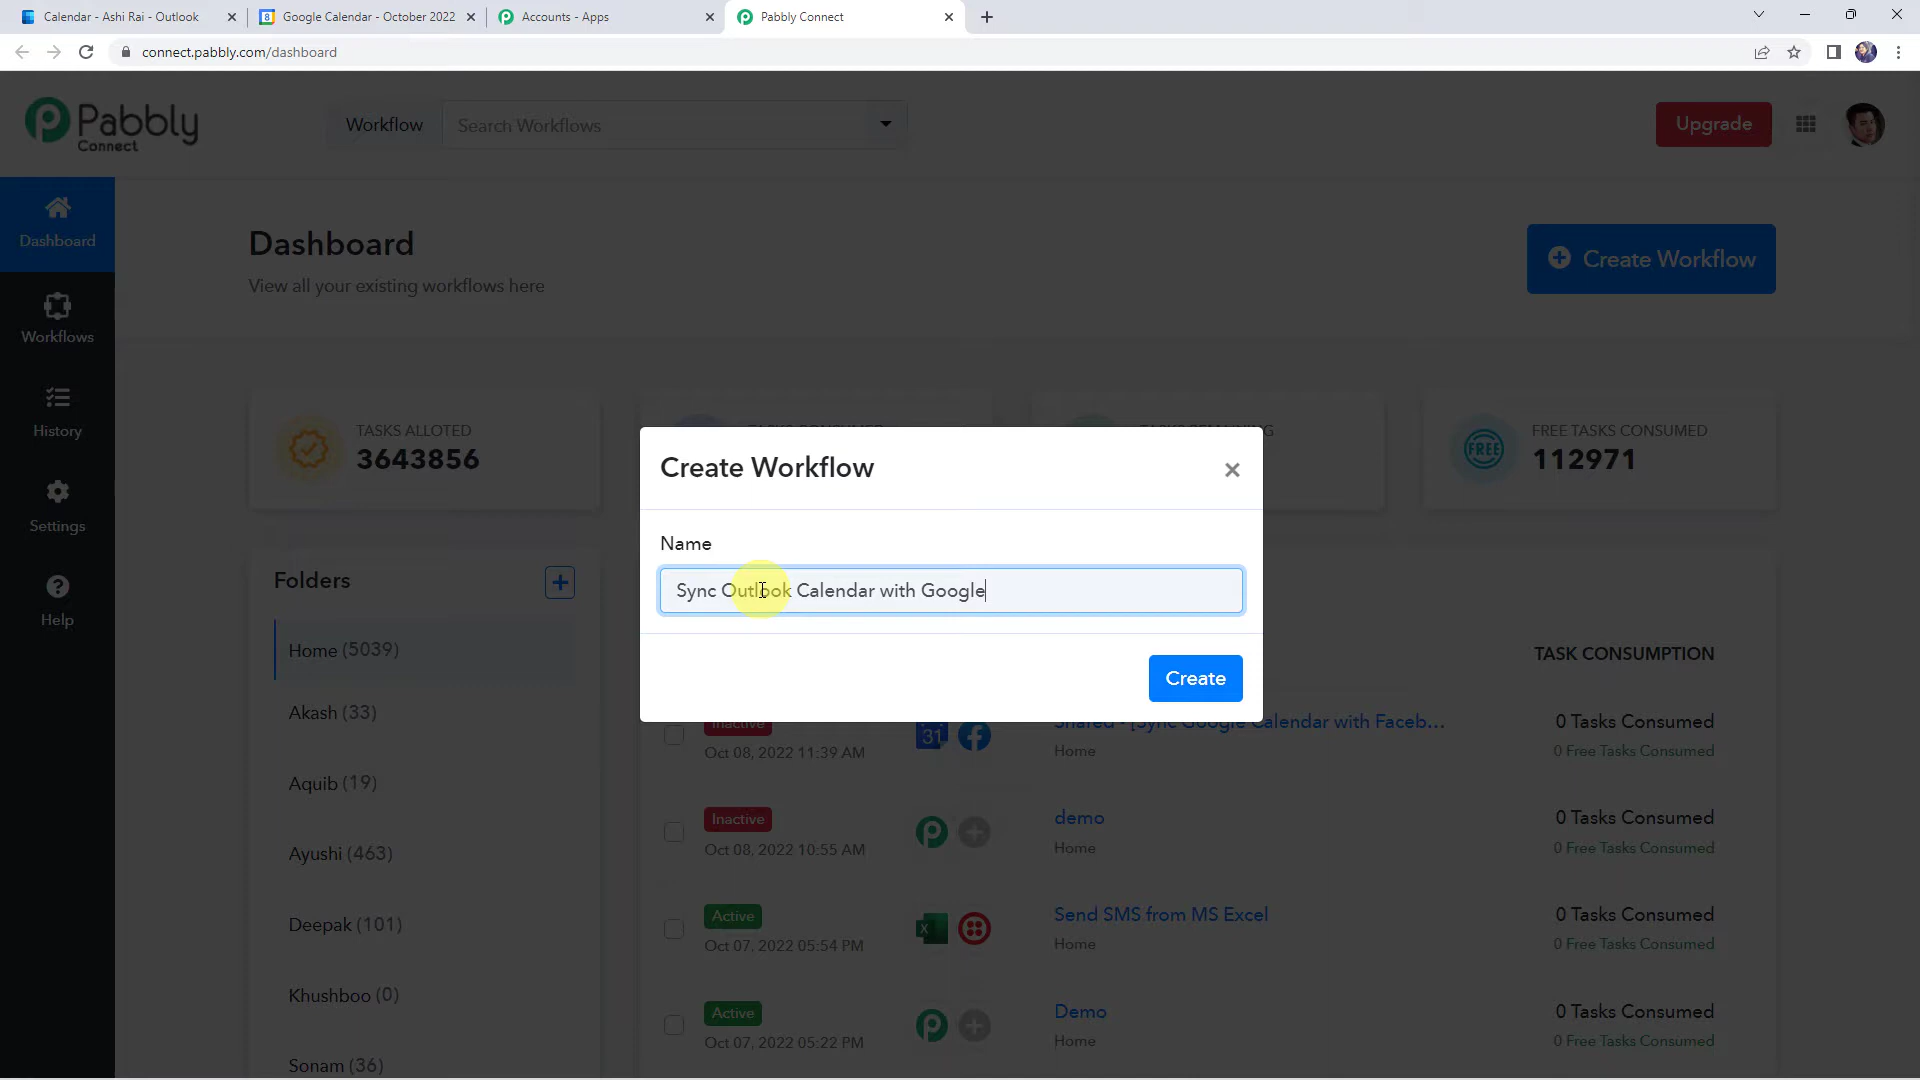 Calendar - Ashi Rai - Outlook
Google Calendar - October 2022
Accounts - Apps
Pabbly Connect
connect.pabbly.com/dashboard
Pabbly
Connect
Workflow
Search Workflows
Upgrade
Dashboard
Workflows
History
Settings
Help
Dashboard
View all your existing workflows here
Create Workflow
TASKS ALLOTED
3643856
FREE
FREE TASKS CONSUMED
112971
Create Workflow
Name
Sync Outlook Calendar with Google
Create
Folders
Home (5039)
Akash (33)
Aquib (19)
Ayushi (463)
Deepak (101)
Khushboo (0)
Sonam (36)
TASK CONSUMPTION
Inactive
Oct 08, 2022 11:39 AM
31
Shared - [Sync Google Calendar with Faceb...
Home
0 Tasks Consumed
0 Free Tasks Consumed
Inactive
Oct 08, 2022 10:55 AM
demo
Home
0 Tasks Consumed
0 Free Tasks Consumed
Active
Oct 07, 2022 05:54 PM
Send SMS from MS Excel
Home
0 Tasks Consumed
0 Free Tasks Consumed
Active
Oct 07, 2022 05:22 PM
Demo
Home
0 Tasks Consumed
0 Free Tasks Consumed